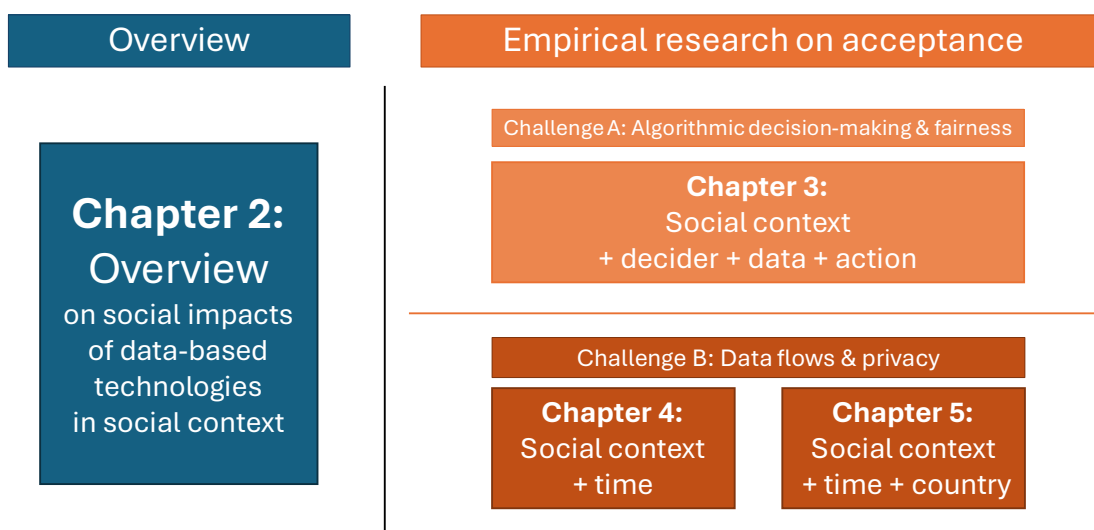 Overview
Chapter 2:
Overview
on social impacts
of data-based
technologies
in social context
Empirical research on acceptance
Challenge A: Algorithmic decision-making & fairness
Chapter 3:
Social context
+ decider + data + action
Challenge B: Data flows & privacy
Chapter 4:
Social context
+ time
Chapter 5:
Social context
+ time + country